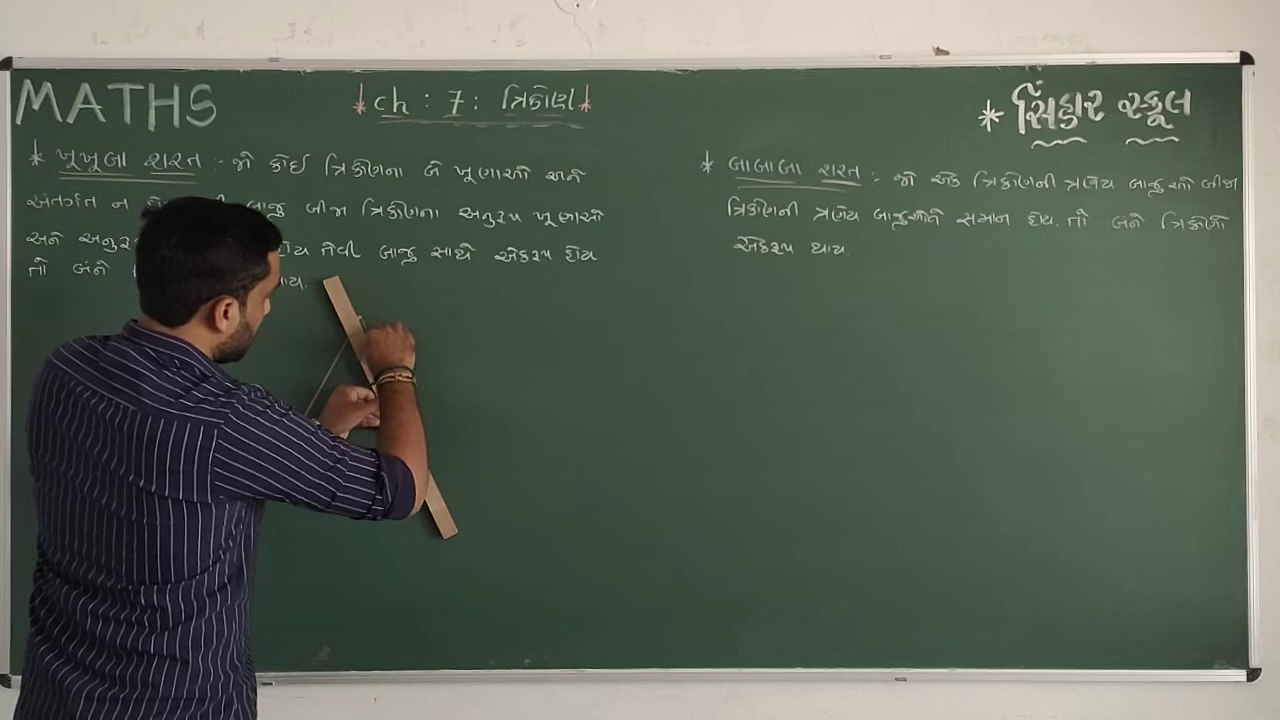 MATHS
ch : 7 : ત્રિકોણ
* સિંહાર સ્કૂલ
* ખૂખૂબા શરત :- જો કોઈ ત્રિકોણના બે ખૂણાઓ અને
અંતર્ગત ન બાજુ બીજા ત્રિકોણના અનુરૂપ ખૂણાઓ
અને હોય તેવી બાજુ સાથે એકરૂપ હોય
તો બંને થાય.
* બાબાબા શરત :- જો એક ત્રિકોણની ત્રણેય બાજુઓ બીજા
ત્રિકોણની ત્રણેય બાજુઓને સમાન હોય. તો બંને ત્રિકોણો
એકરૂપ થાય.